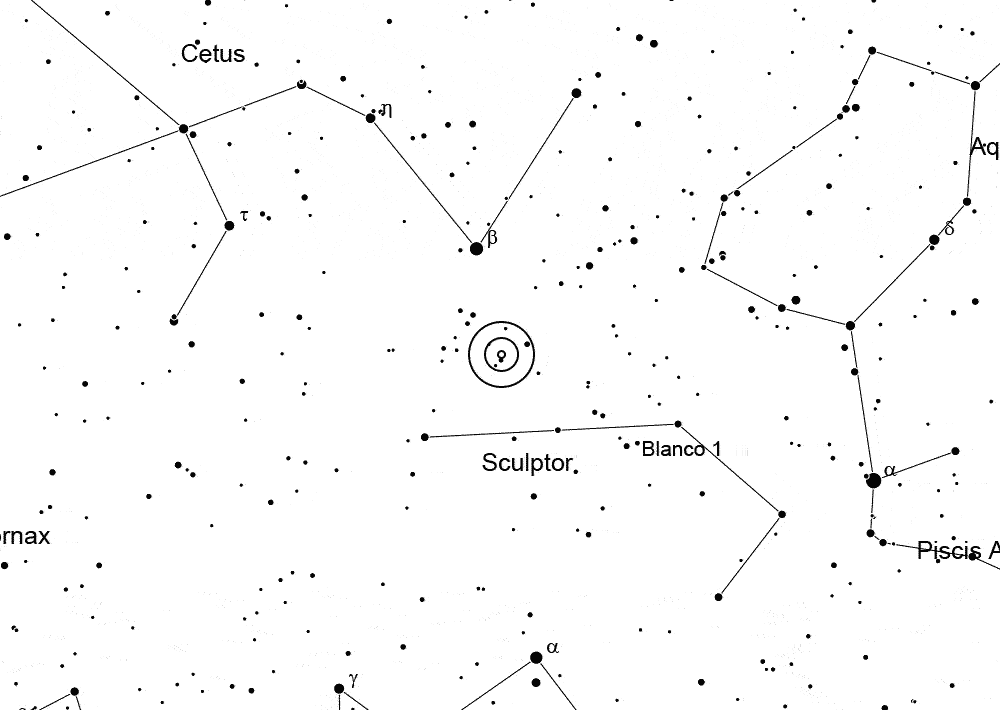 Cetus
η
Aq
τ
δ
β
Blanco 1
Sculptor
α
ornax
Piscis A
α
γ